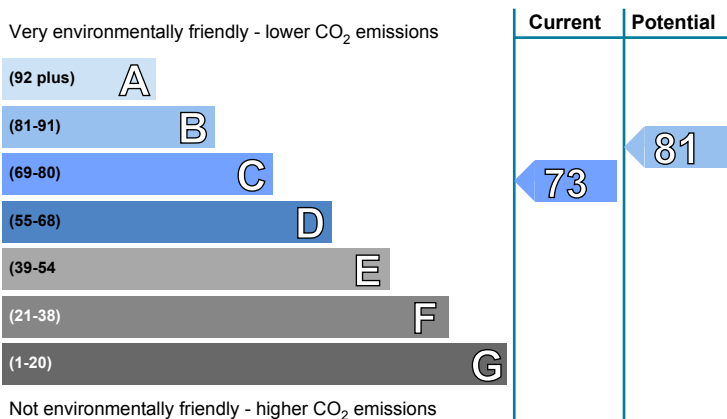 Very environmentally friendly - lower CO₂ emissions
Current
Potential
(92 plus) A
(81-91) B
(69-80) C
(55-68) D
(39-54 E
(21-38) F
(1-20) G
73
81
Not environmentally friendly - higher CO₂ emissions